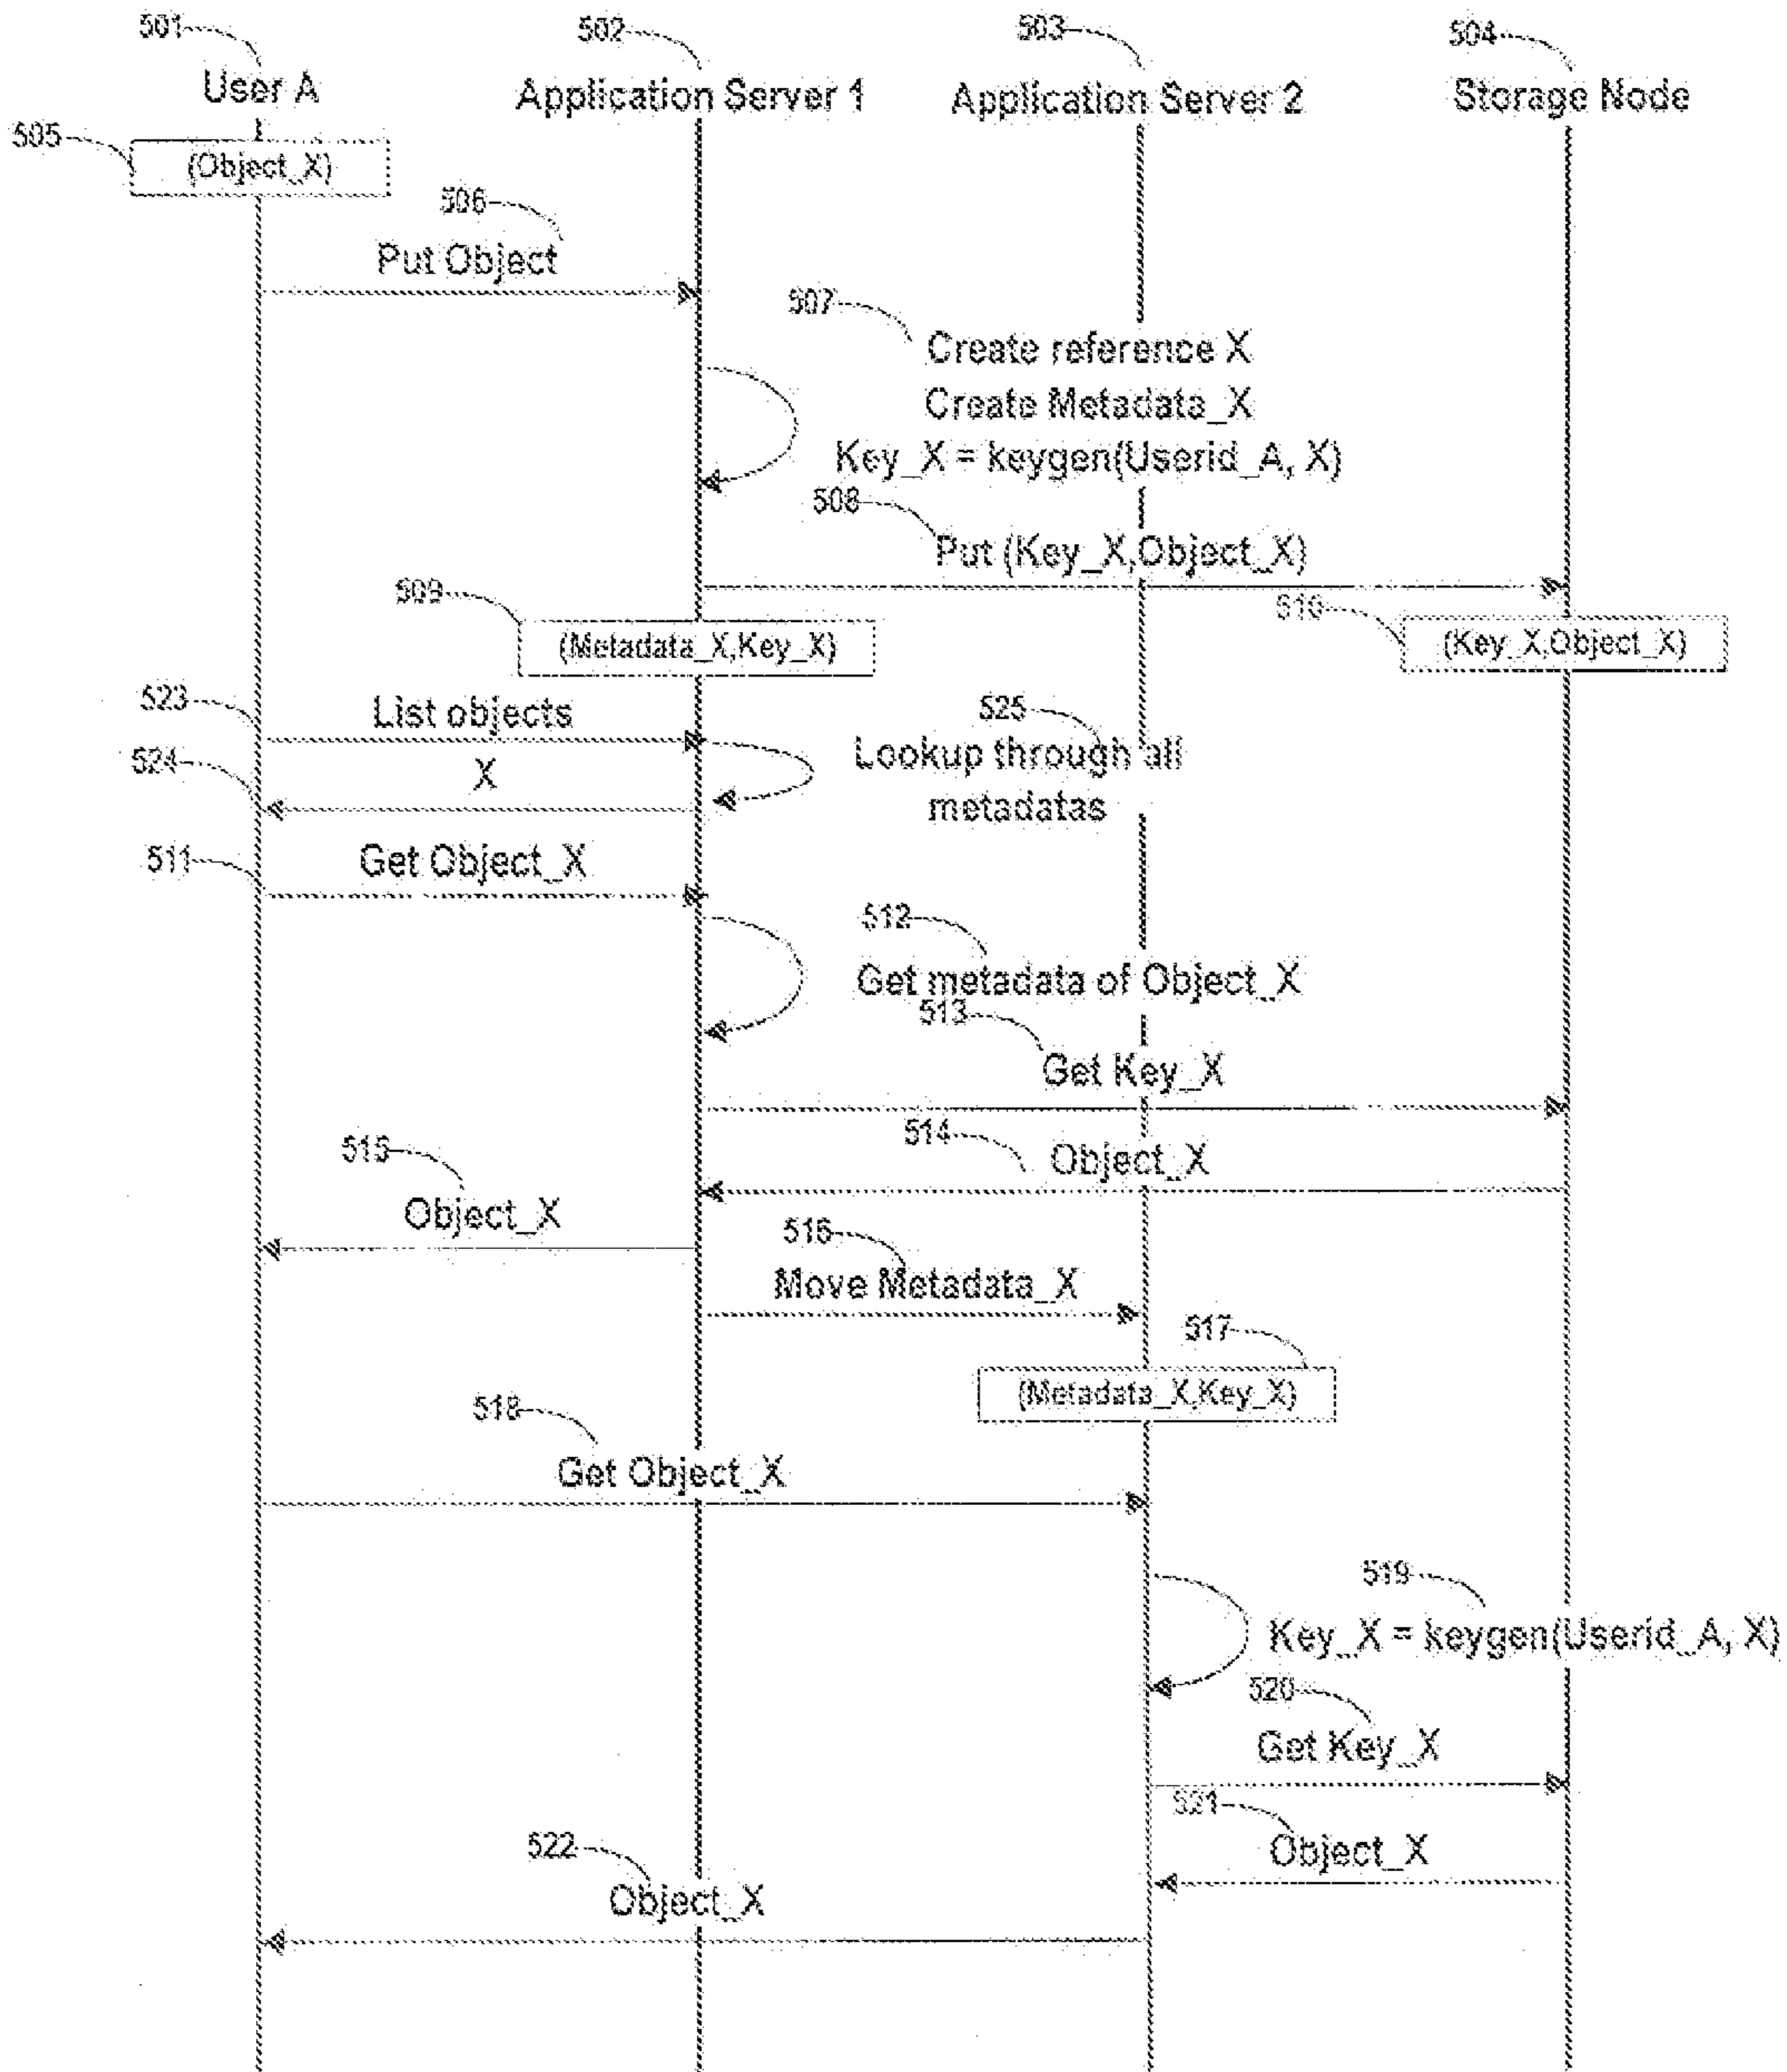 501 502 503 504
User A Application Server 1 Application Server 2 Storage Node
505
(Object_X)
506
Put Object
507
Create reference X
Create Metadata_X
Key_X = keygen(Userid_A, X)
508
Put (Key_X,Object_X)
509 510
(Metadata_X,Key_X) (Key_X,Object_X)
523
List objects
525
Lookup through all
metadatas
524
X
511
Get Object_X
512
Get metadata of Object_X
513
Get Key_X
514
Object_X
515
Object_X
516
Move Metadata_X
517
(Metadata_X,Key_X)
518
Get Object_X
519
Key_X = keygen(Userid_A, X)
520
Get Key_X
521
Object_X
522
Object_X